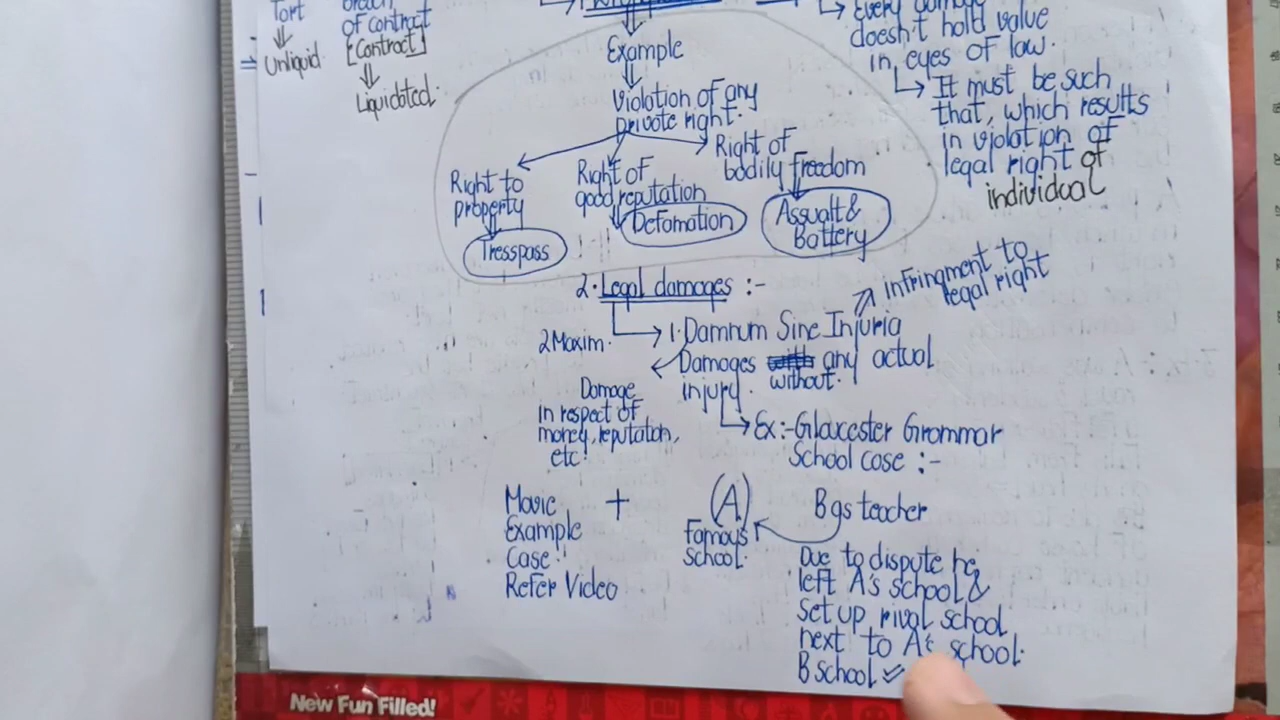 Tort
Unliquid
of contract
[Contract]
Liquidated
Example
Violation of any
private right.
Right to
property
Tresspass
Right of
good reputation
Defamation
Right of
bodily freedom
Assualt &
Battery
Every damage
doesn't hold value
in eyes of law.
It must be such
that, which results
in violation of
legal right of
individual
2. Legal damages :-
infringment to
legal right
2 Maxim.
1. Damnum Sine Injuria
Damages without any actual
injury.
Damage
in respect of
money, reputation,
etc.
Ex:- Gloucester Grammar
School case :-
Movie +
Example
Case
Refer Video
(A)
Famous
school.
B as teacher
Due to dispute he
left A's school &
set up rival school
next to A's school.
B school
New Fun Filled!